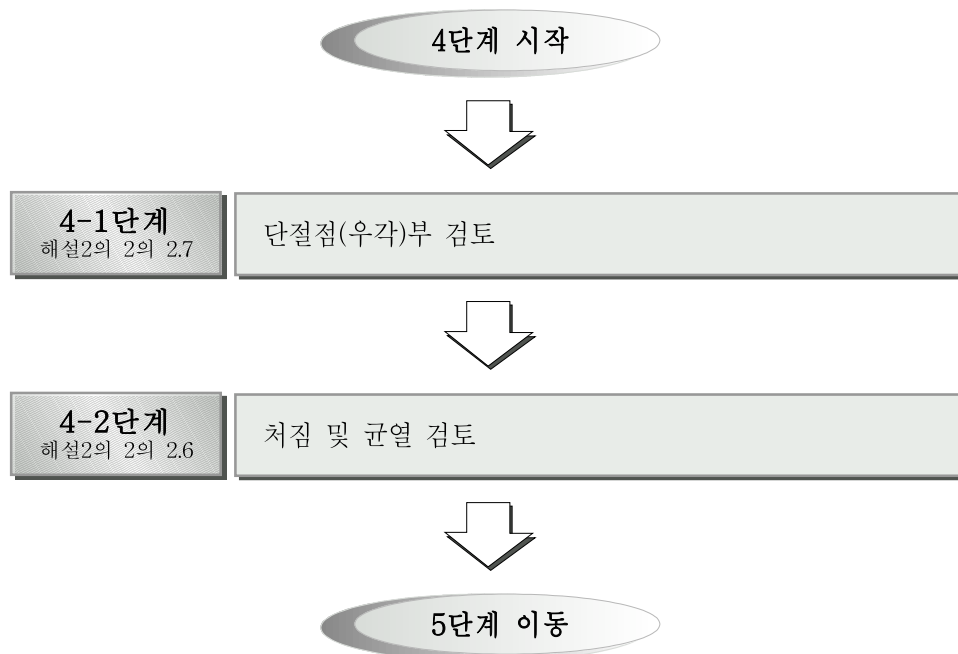 4단계 시작
4-1단계
해설2의 2의 2.7
단절점(우각)부 검토
4-2단계
해설2의 2의 2.6
처짐 및 균열 검토
5단계 이동